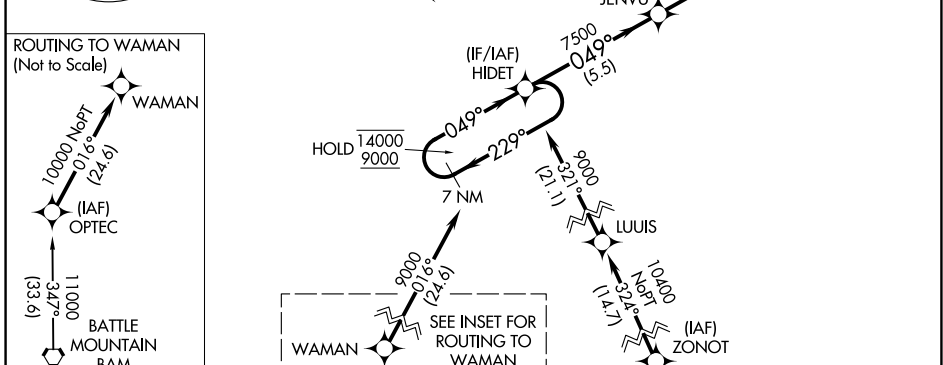 JENVU
ROUTING TO WAMAN
(Not to Scale)
WAMAN
10000 NoPT
016°
(24.6)
(IAF)
OPTEC
11000
347°
(33.6)
BATTLE
MOUNTAIN
BAM
(IF/IAF)
HIDET
7500
049°
(5.5)
HOLD 14000
9000
049°
229°
7 NM
9000
016°
(24.6)
WAMAN
SEE INSET FOR
ROUTING TO
WAMAN
9000
321°
(21.1)
LUUIS
10400
NoPT
324°
(14.7)
(IAF)
ZONOT